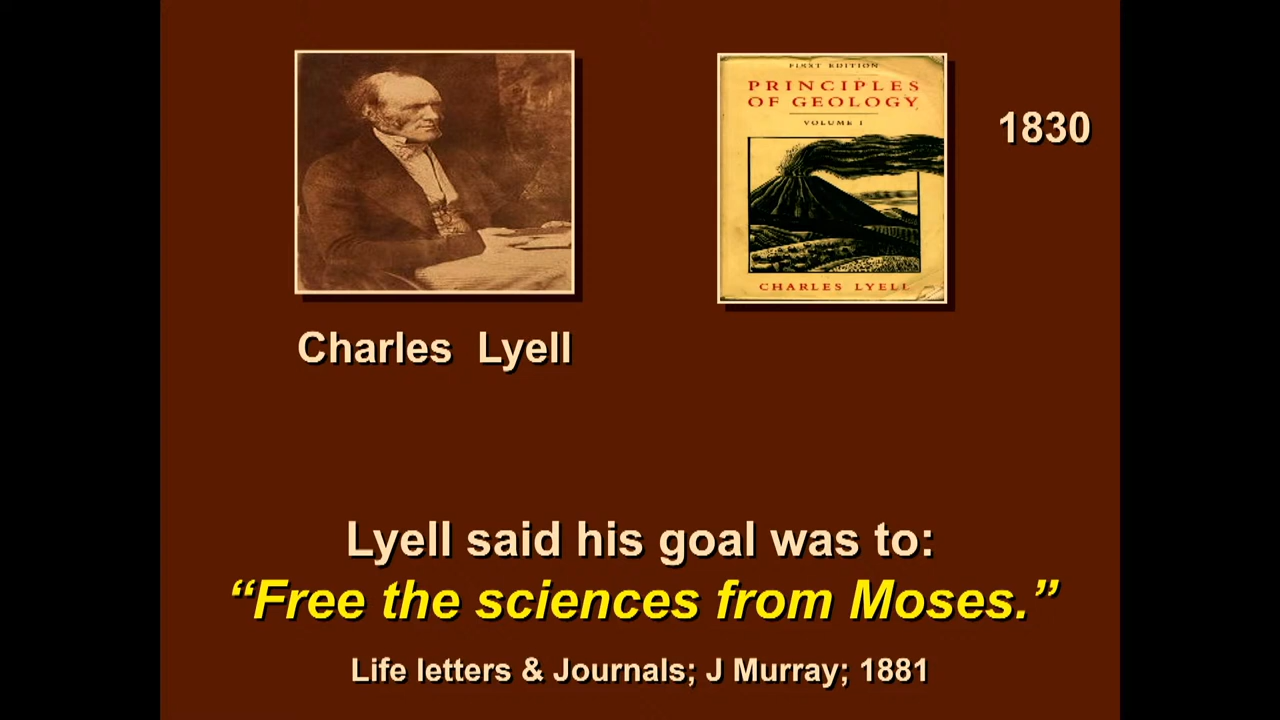 FIRST EDITION
PRINCIPLES
OF GEOLOGY
VOLUME I
CHARLES LYELL
1830
Charles Lyell
Lyell said his goal was to:
“Free the sciences from Moses.”
Life letters & Journals; J Murray; 1881